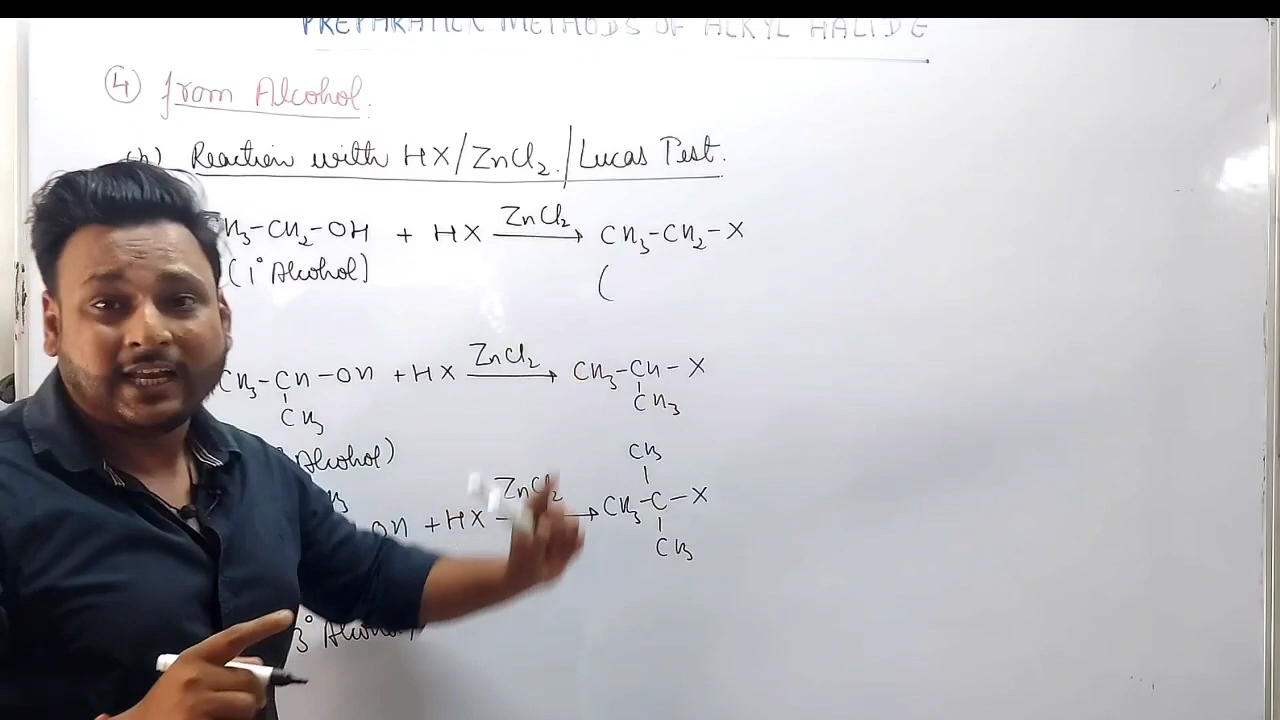 PREPARATION METHODS OF ALKYL HALIDE
④ from Alcohol.
(b) Reaction with HX/ZnCl₂./Lucas Test.
CH₃-CH₂-OH + HX ZnCl₂→ CH₃-CH₂-X
(1° Alcohol) (
CH₃-CH-OH + HX ZnCl₂→ CH₃-CH-X
CH₃ CH₃
Alcohol) CH₃
ZnCl₂
OH + HX → CH₃-C-X
CH₃
3° Alcohol)